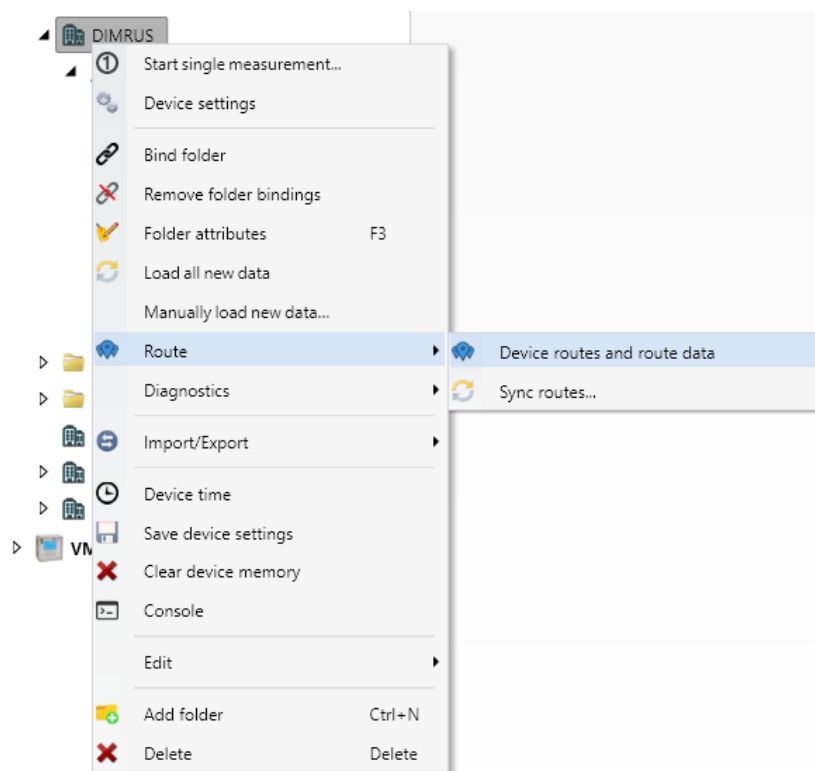 DIMRUS
Start single measurement...
Device settings
Bind folder
Remove folder bindings
Folder attributes F3
Load all new data
Manually load new data...
Route
Device routes and route data
Diagnostics
Sync routes...
Import/Export
Device time
Save device settings
Clear device memory
Console
Edit
Add folder Ctrl+N
Delete Delete